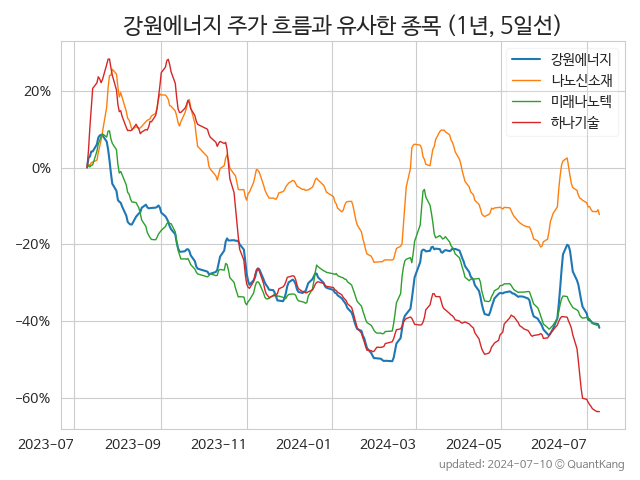 강원에너지 주가 흐름과 유사한 종목 (1년, 5일선)
강원에너지
나노신소재
미래나노텍
하나기술
20%
0%
−20%
−40%
−60%
2023-07 2023-09 2023-11 2024-01 2024-03 2024-05 2024-07
updated: 2024-07-10 © QuantKang